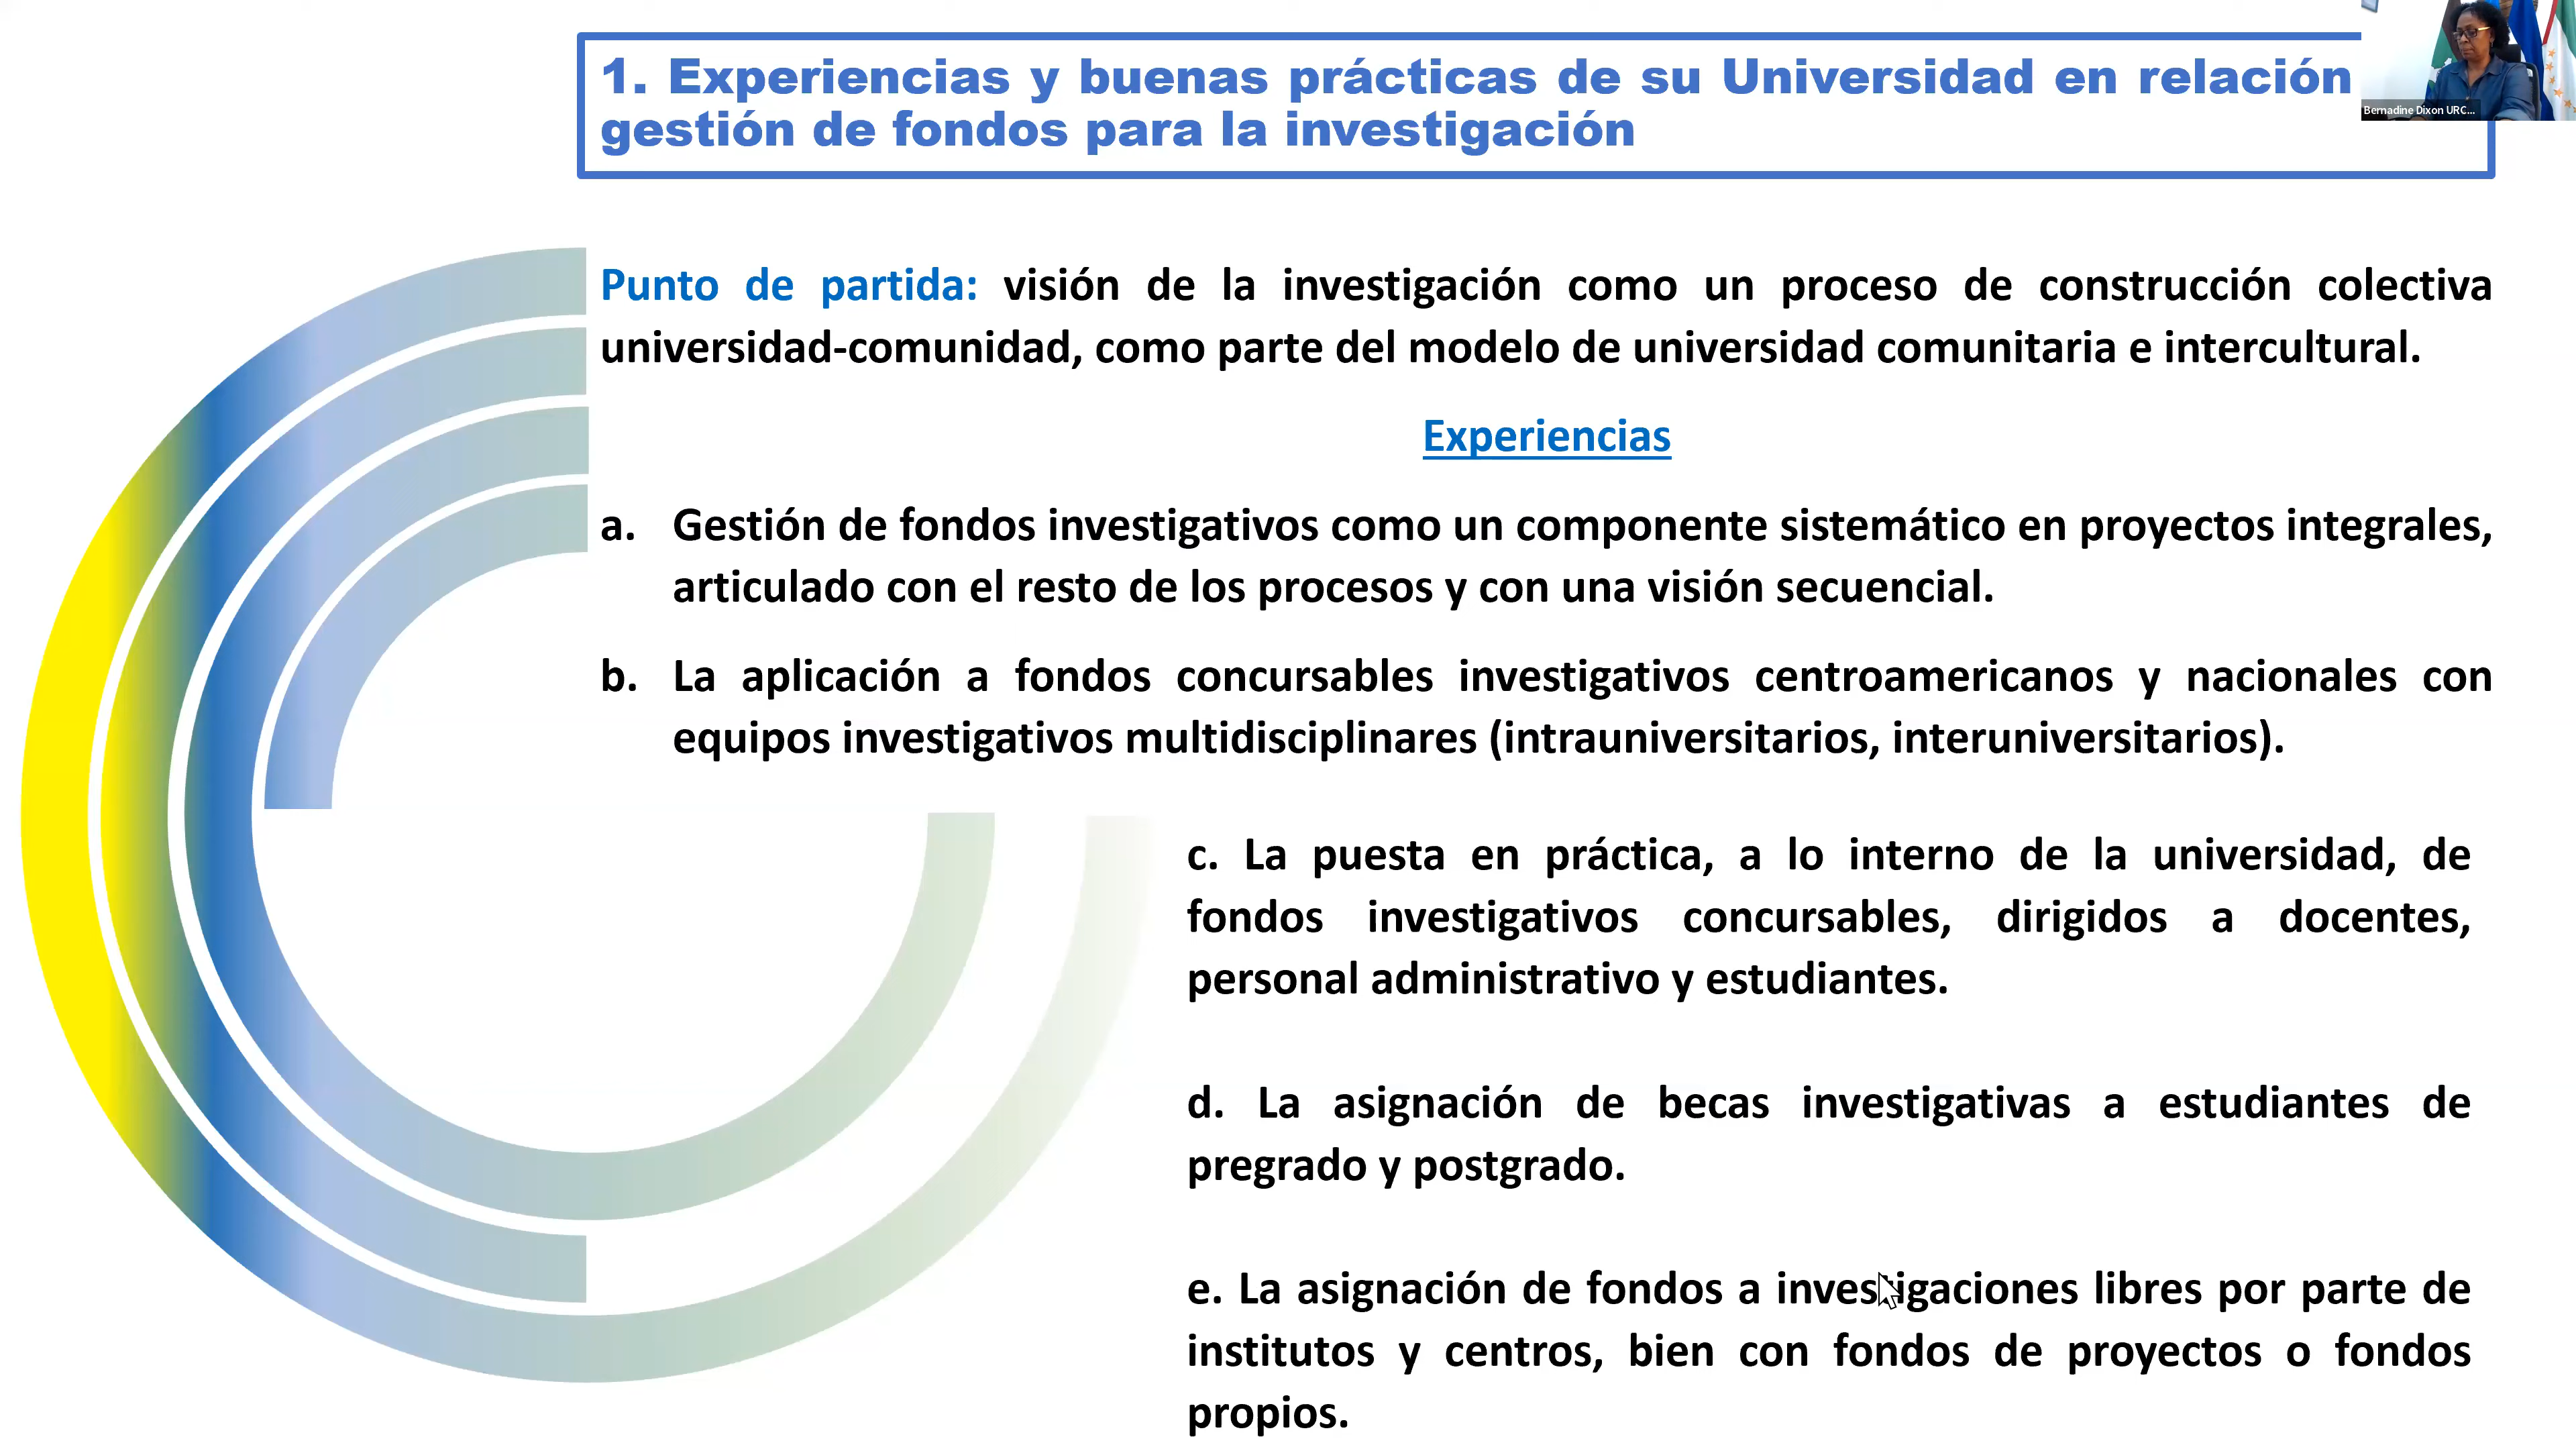 1. Experiencias y buenas prácticas de su Universidad en relación
gestión de fondos para la investigación
Bernadine Dixon URC...
Punto de partida: visión de la investigación como un proceso de construcción colectiva
universidad-comunidad, como parte del modelo de universidad comunitaria e intercultural.
Experiencias
a. Gestión de fondos investigativos como un componente sistemático en proyectos integrales,
articulado con el resto de los procesos y con una visión secuencial.
b. La aplicación a fondos concursables investigativos centroamericanos y nacionales con
equipos investigativos multidisciplinares (intrauniversitarios, interuniversitarios).
c. La puesta en práctica, a lo interno de la universidad, de
fondos investigativos concursables, dirigidos a docentes,
personal administrativo y estudiantes.
d. La asignación de becas investigativas a estudiantes de
pregrado y postgrado.
e. La asignación de fondos a investigaciones libres por parte de
institutos y centros, bien con fondos de proyectos o fondos
propios.